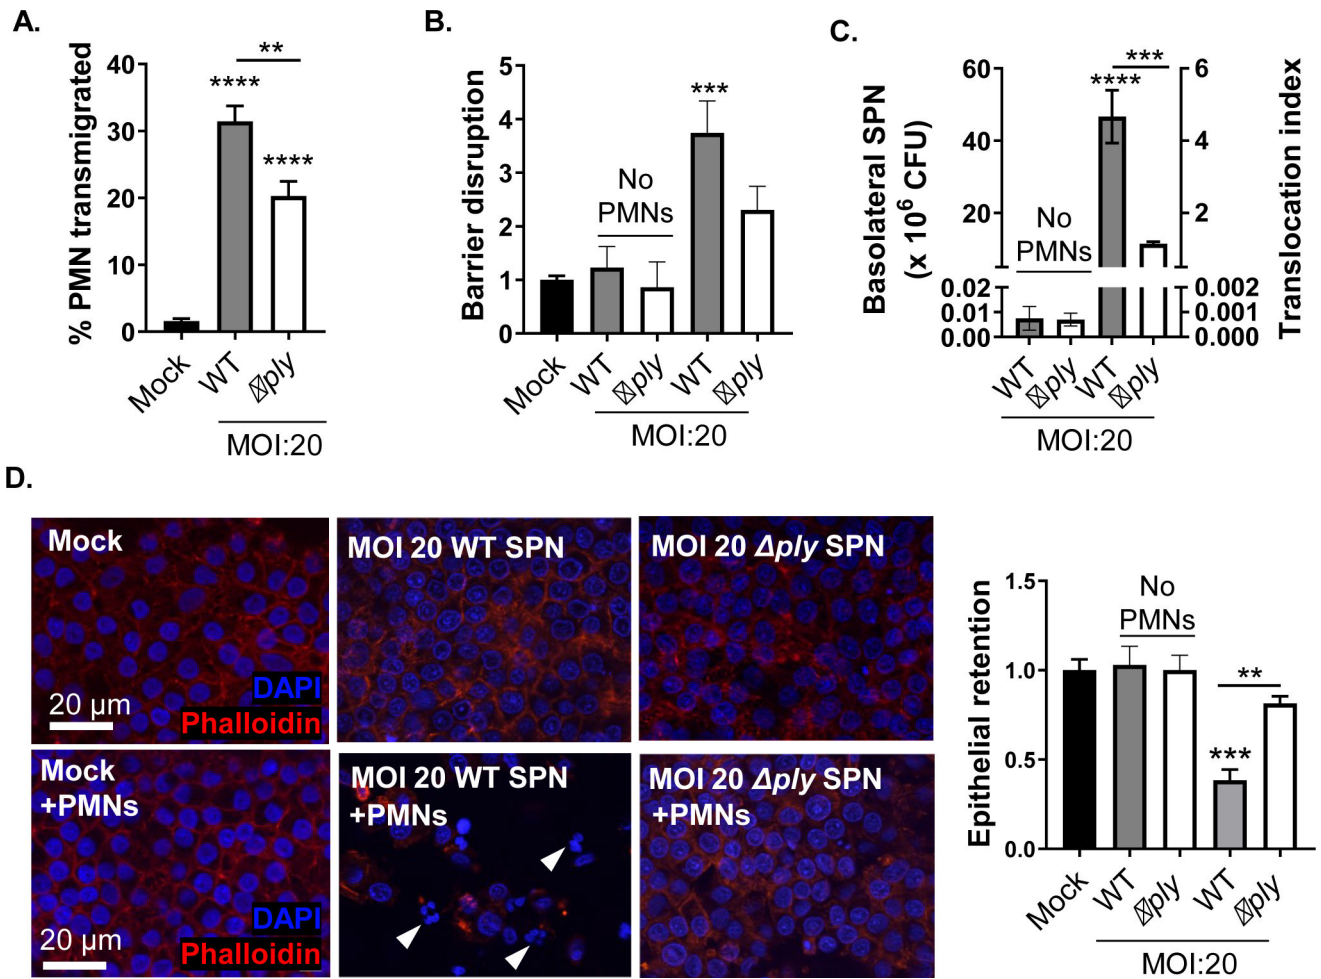 A.
% PMN transmigrated
40
30
20
10
0
**
****
****
Mock
WT
ply
MOI:20
B.
Barrier disruption
5
4
3
2
1
0
No
PMNs
***
Mock
WT
ply
WT
ply
MOI:20
C.
Basolateral SPN
(x 10⁶ CFU)
60
40
20
0.02
0.01
0.00
No
PMNs
***
****
6
4
2
0.002
0.001
0.000
Translocation index
WT
ply
WT
ply
MOI:20
D.
Mock
DAPI
Phalloidin
20 µm
MOI 20 WT SPN
MOI 20 Δply SPN
Mock
+PMNs
DAPI
Phalloidin
20 µm
MOI 20 WT SPN
+PMNs
MOI 20 Δply SPN
+PMNs
Epithelial retention
1.5
1.0
0.5
0.0
No
PMNs
**
***
Mock
WT
ply
WT
ply
MOI:20